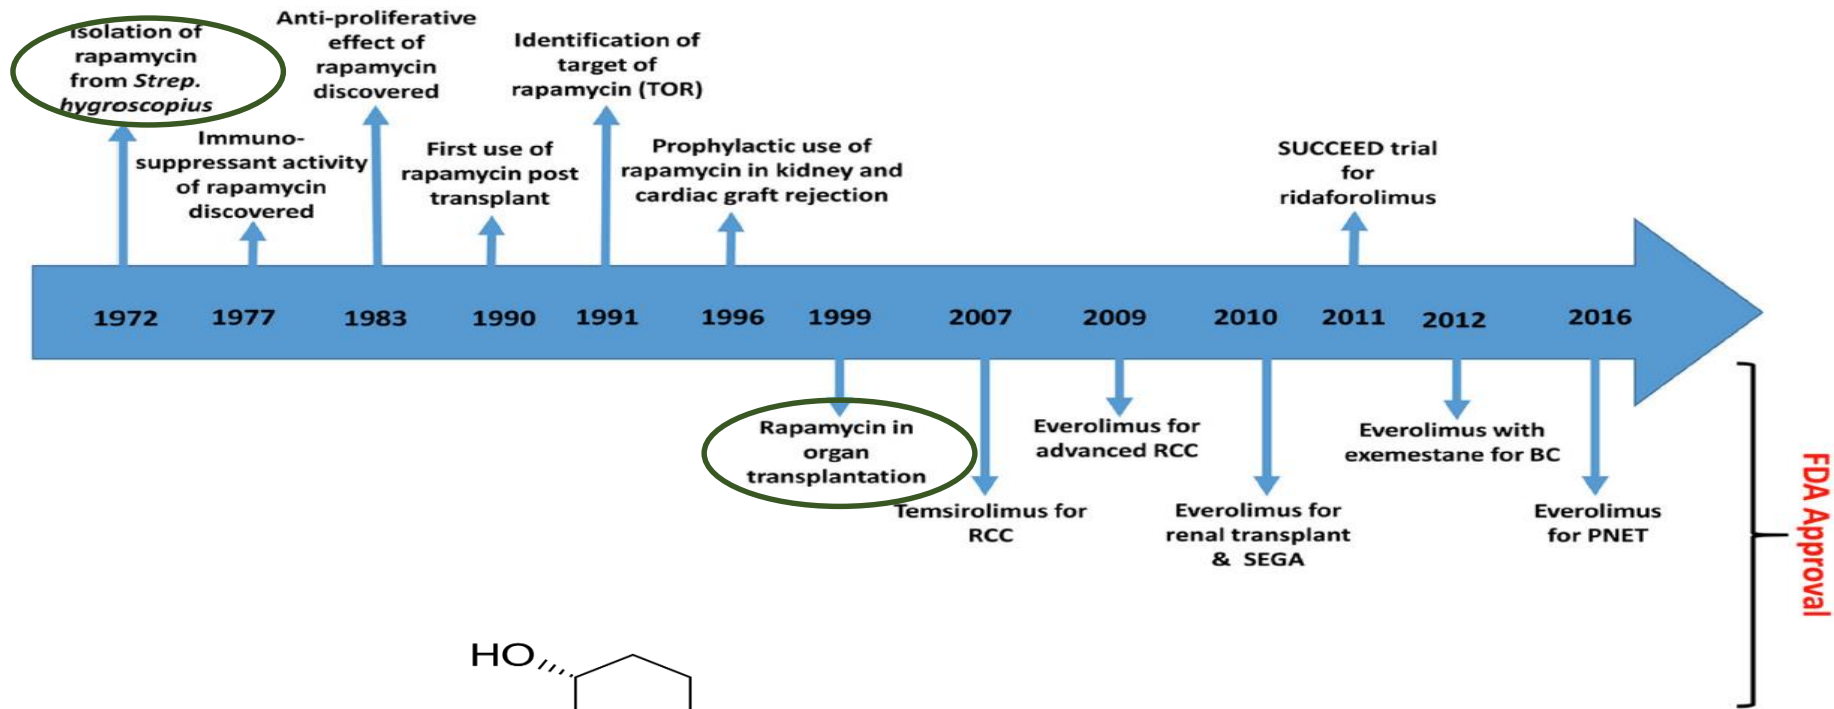 Isolation of
rapamycin
from Strep.
hygroscopius
Immuno-
suppressant activity
of rapamycin
discovered
Anti-proliferative
effect of
rapamycin
discovered
First use of
rapamycin post
transplant
Identification of
target of
rapamycin (TOR)
Prophylactic use of
rapamycin in kidney and
cardiac graft rejection
SUCCEED trial
for
ridaforolimus
1972 1977 1983 1990 1991 1996 1999 2007 2009 2010 2011 2012 2016
Rapamycin in
organ
transplantation
Temsirolimus for
RCC
Everolimus for
advanced RCC
Everolimus for
renal transplant
& SEGA
Everolimus with
exemestane for BC
Everolimus
for PNET
FDA Approval
HO